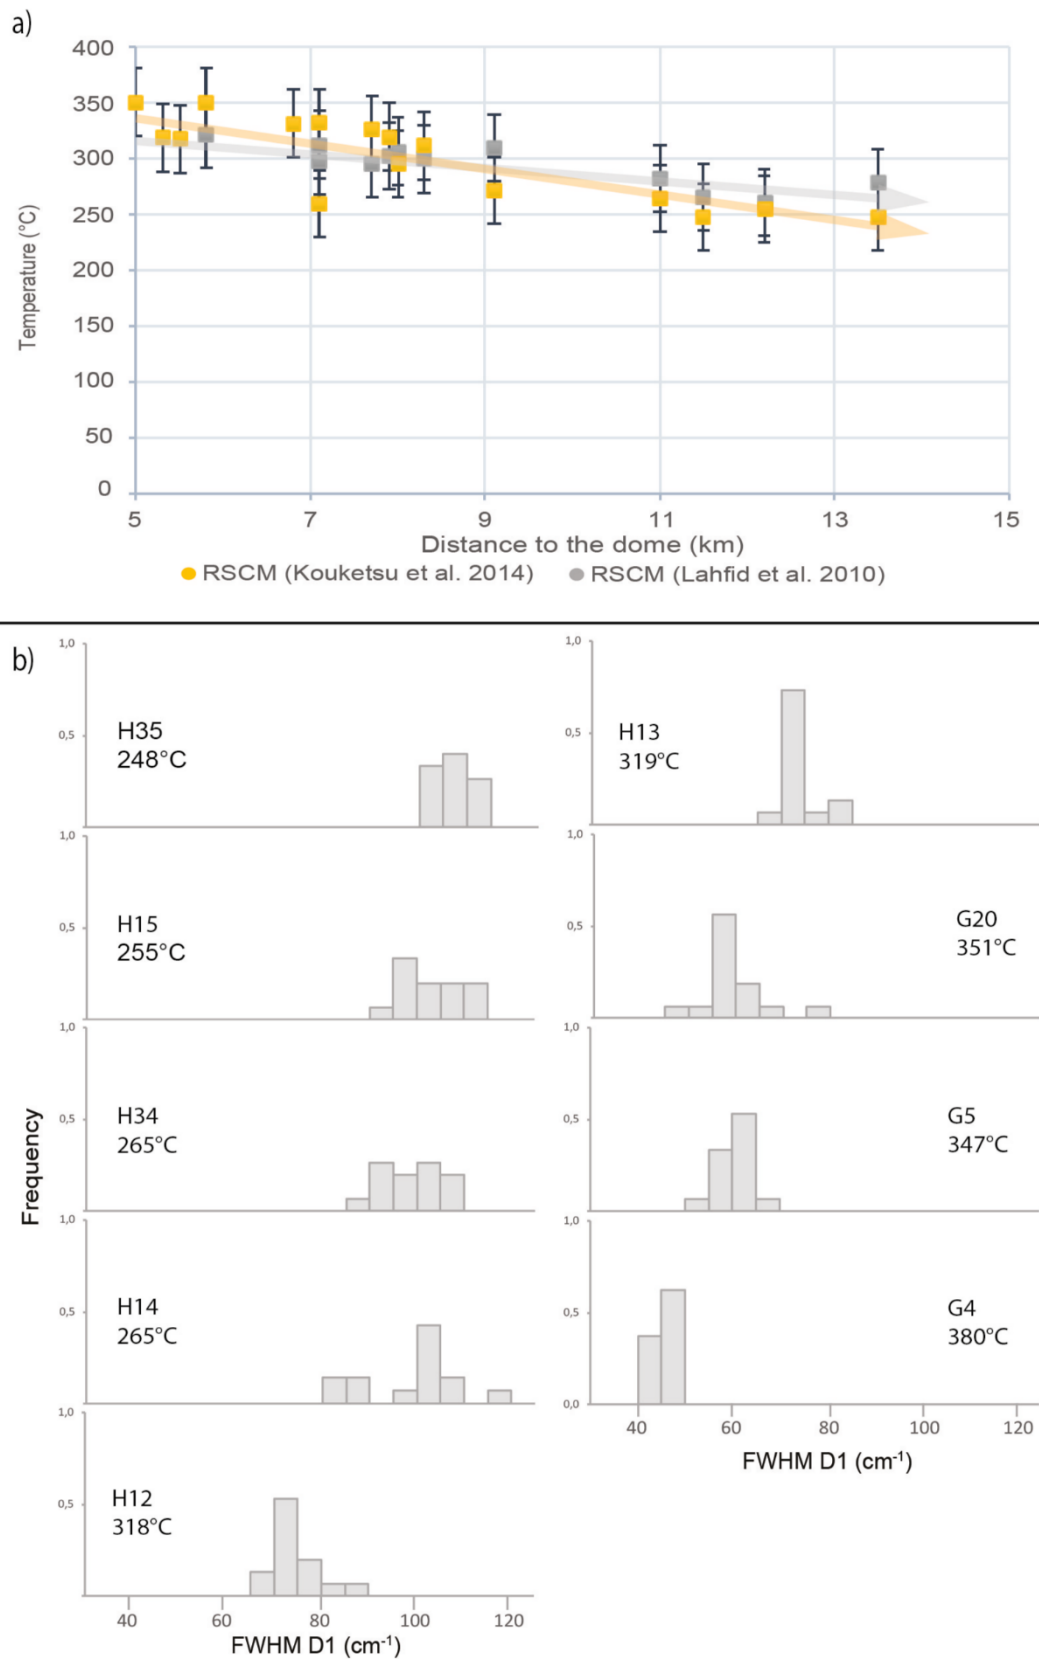 a)
400
350
300
250
200
150
100
50
0
Temperature (°C)
5 7 9 11 13 15
Distance to the dome (km)
RSCM (Kouketsu et al. 2014) RSCM (Lahfid et al. 2010)
b)
Frequency
1,0
0,5
H35
248°C
1,0
0,5
H15
255°C
1,0
0,5
H34
265°C
1,0
0,5
H14
265°C
1,0
0,5
H12
318°C
40 60 80 100 120
FWHM D1 (cm-1)
1,0
0,5
H13
319°C
1,0
0,5
G20
351°C
1,0
0,5
G5
347°C
1,0
0,5
0,0
G4
380°C
40 60 80 100 120
FWHM D1 (cm-1)